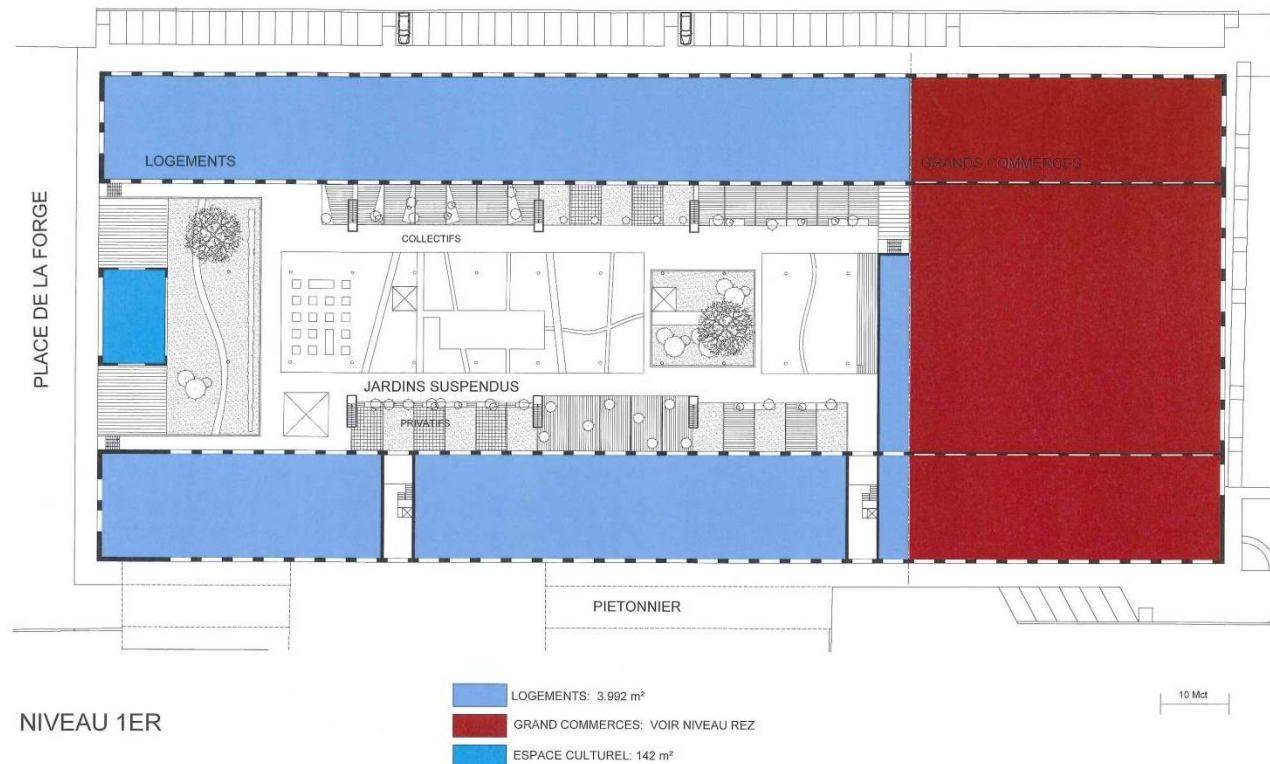 LOGEMENTS
GRANDS COMMERCES
COLLECTIFS
PLACE DE LA FORGE
JARDINS SUSPENDUS
PRIVATIFS
PIETONNIER
NIVEAU 1ER
LOGEMENTS: 3.992 m²
GRAND COMMERCES: VOIR NIVEAU REZ
ESPACE CULTUREL: 142 m²
10 Mct